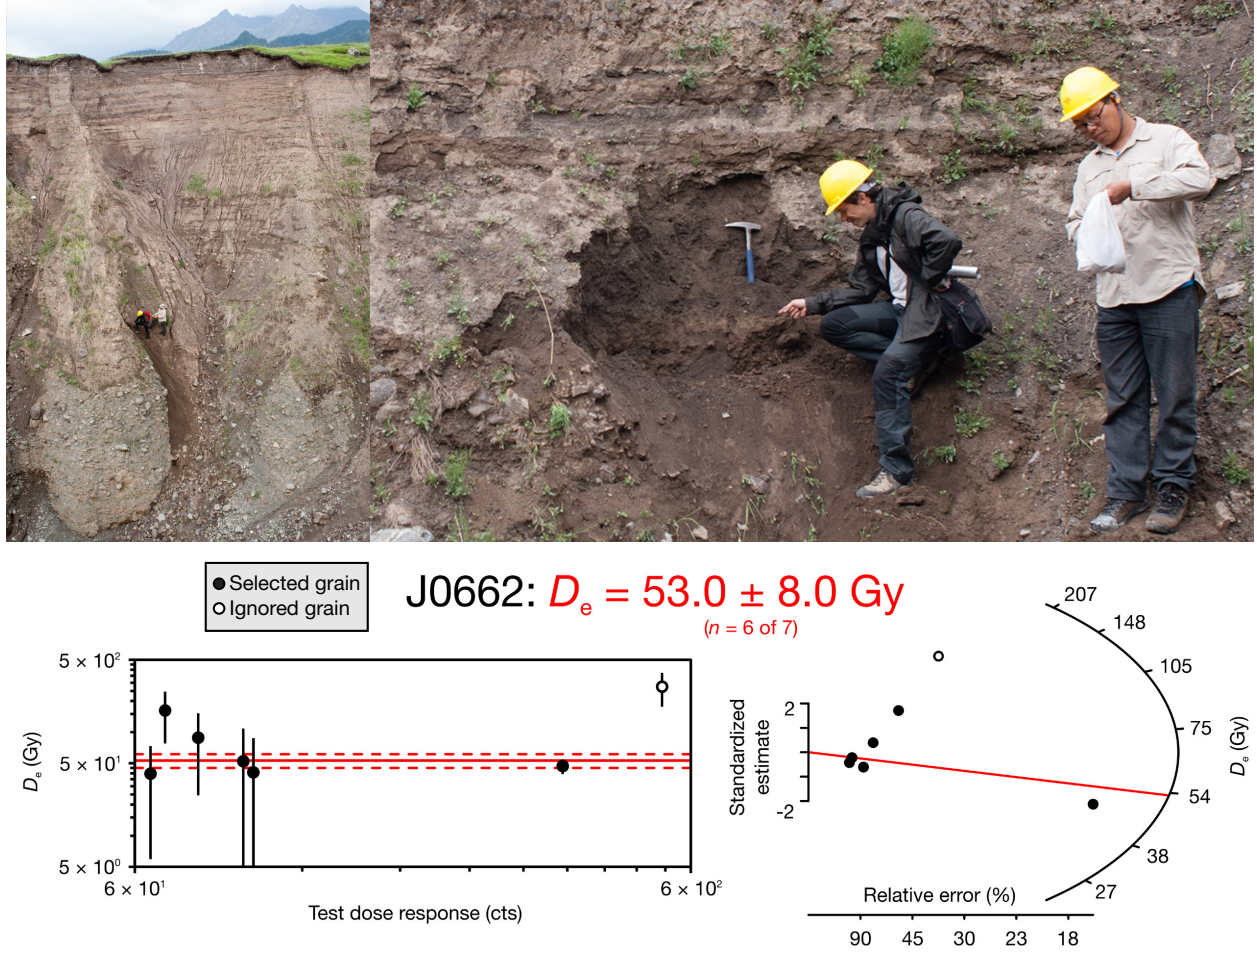 Selected grain
Ignored grain
J0662: Dₑ = 53.0 ± 8.0 Gy
(n = 6 of 7)
5 × 10²
5 × 10¹
5 × 10⁰
Dₑ (Gy)
6 × 10¹
6 × 10²
Test dose response (cts)
Standardized
estimate
2
-2
207
148
105
75
54
38
27
Dₑ (Gy)
Relative error (%)
90 45 30 23 18